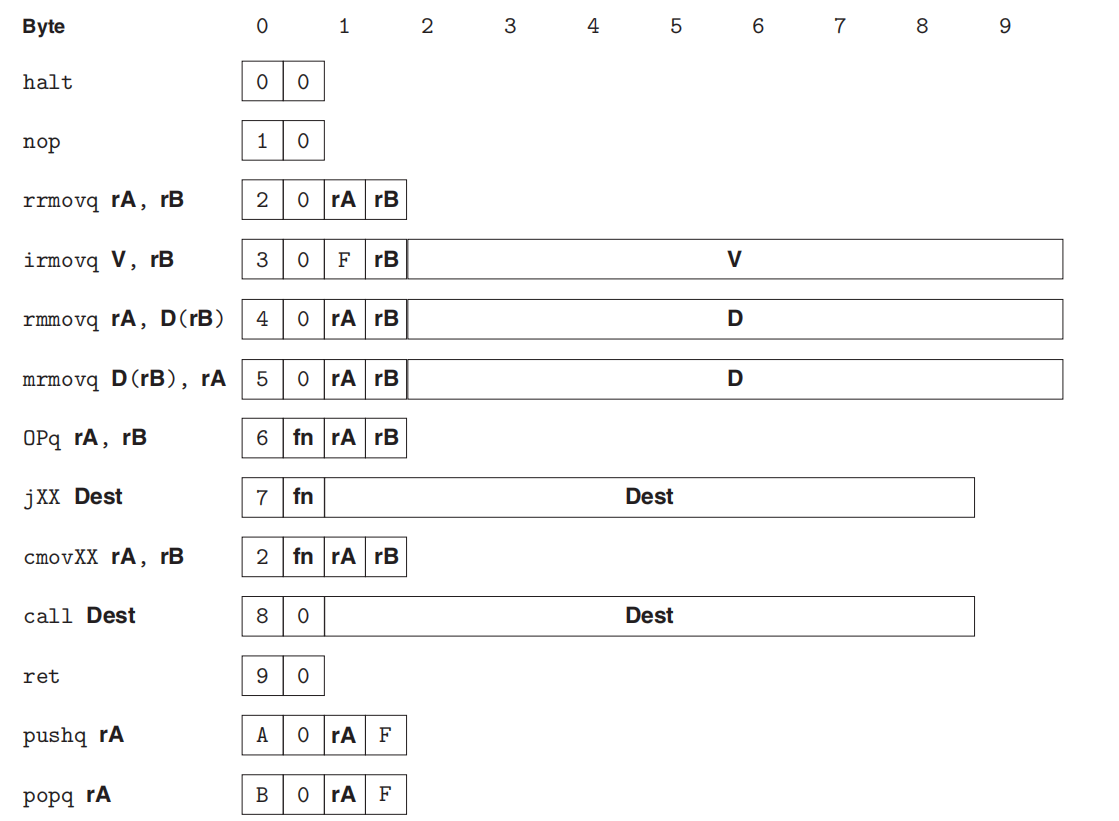 Byte 0 1 2 3 4 5 6 7 8 9
halt 0 0
nop 1 0
rrmovq rA, rB 2 0 rA rB
irmovq V, rB 3 0 F rB V
rmmovq rA, D(rB) 4 0 rA rB D
mrmovq D(rB), rA 5 0 rA rB D
OPq rA, rB 6 fn rA rB
jXX Dest 7 fn Dest
cmovXX rA, rB 2 fn rA rB
call Dest 8 0 Dest
ret 9 0
pushq rA A 0 rA F
popq rA B 0 rA F